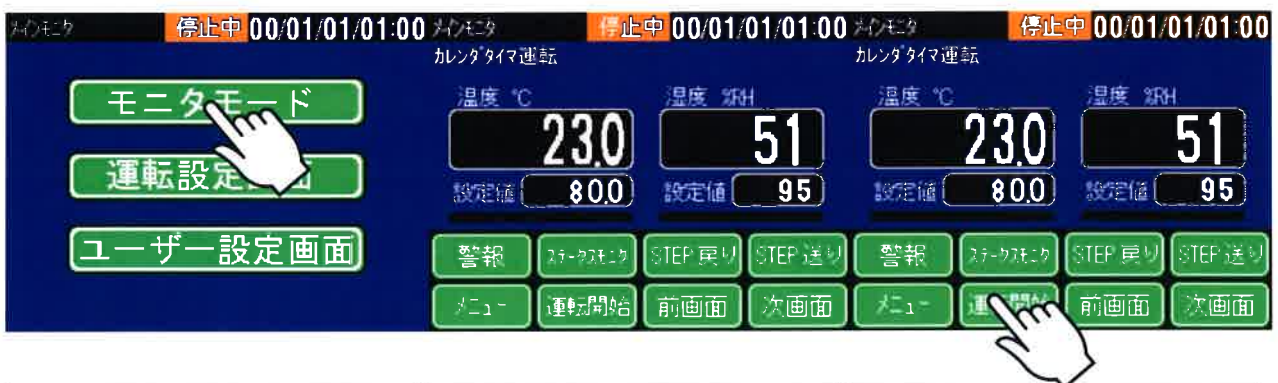 メインモニタ 停止中 00/01/01/01:00
モニタモード
運転設定 面
ユーザー設定画面
メインモニタ 停止中 00/01/01/01:00
カレンダタイマ運転
温度 ℃ 湿度 %RH
23.0 51
設定値 80.0 設定値 95
警報 ステータスモニタ STEP戻り STEP送り
メニュー 運転開始 前画面 次画面
メインモニタ 停止中 00/01/01/01:00
カレンダタイマ運転
温度 ℃ 湿度 %RH
23.0 51
設定値 80.0 設定値 95
警報 ステータスモニタ STEP戻り STEP送り
メニュー 運転開始 前画面 次画面